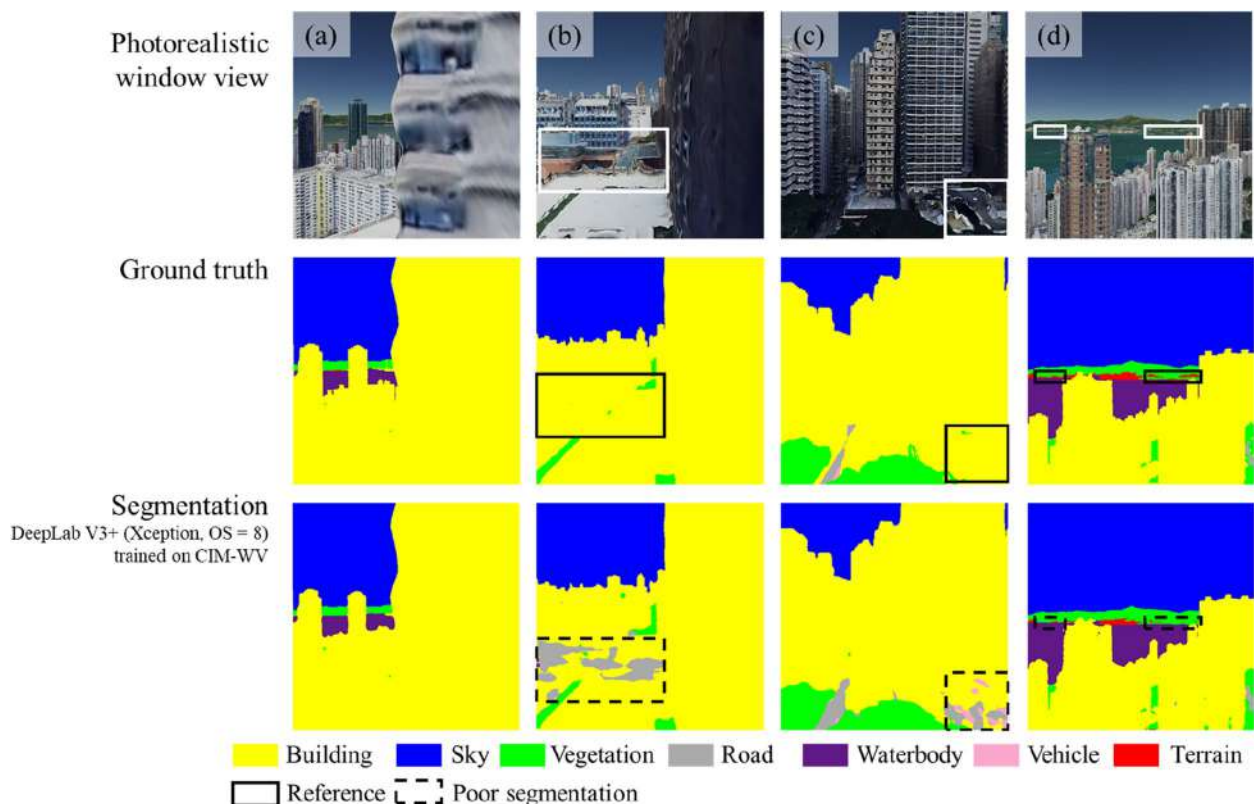 Photorealistic
window view
(a)
(b)
(c)
(d)
Ground truth
Segmentation
DeepLab V3+ (Xception, OS = 8)
trained on CIM-WV
Building
Sky
Vegetation
Road
Waterbody
Vehicle
Terrain
Reference
Poor segmentation